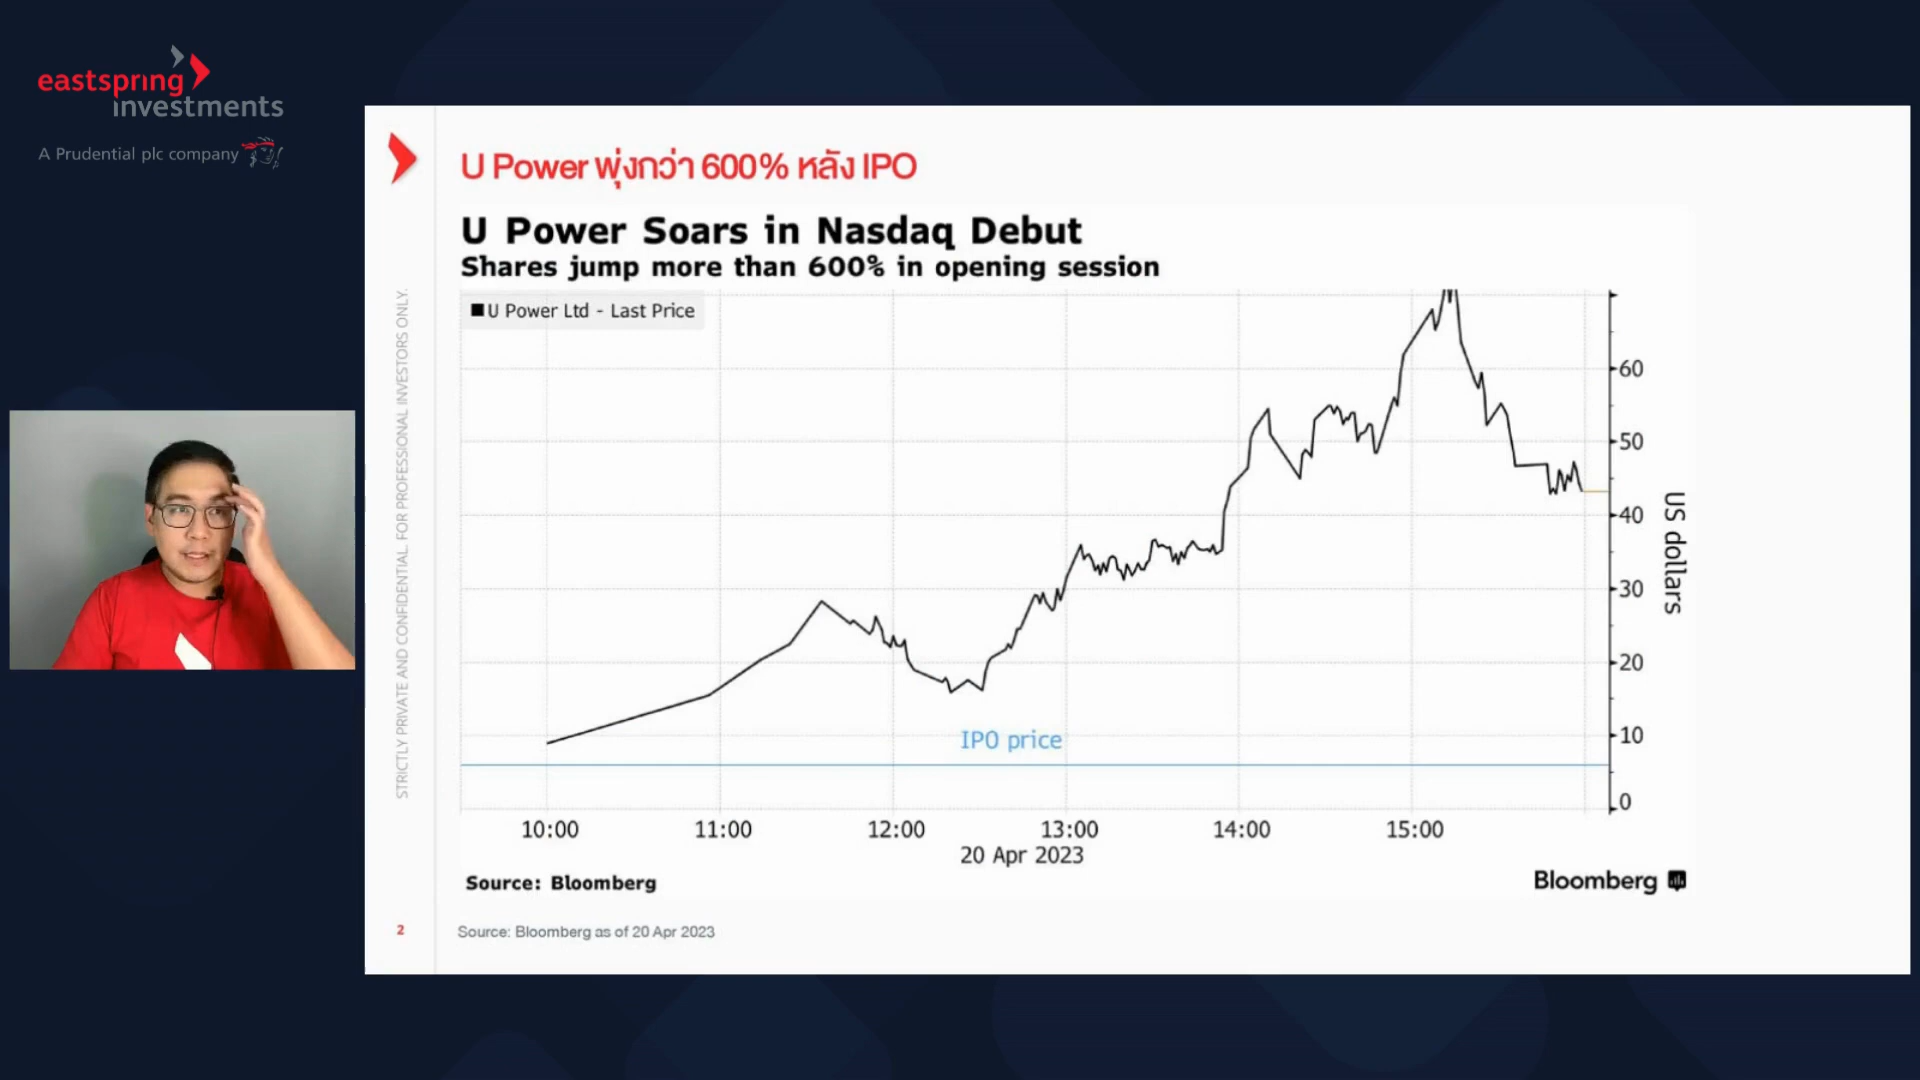 eastspring
investments
A Prudential plc company
U Power พุ่งกว่า 600% หลัง IPO
U Power Soars in Nasdaq Debut
Shares jump more than 600% in opening session
U Power Ltd - Last Price
STRICTLY PRIVATE AND CONFIDENTIAL. FOR PROFESSIONAL INVESTORS ONLY.
60
50
40
30
20
10
0
US dollars
IPO price
10:00 11:00 12:00 13:00 14:00 15:00
20 Apr 2023
Source: Bloomberg
Bloomberg
2
Source: Bloomberg as of 20 Apr 2023